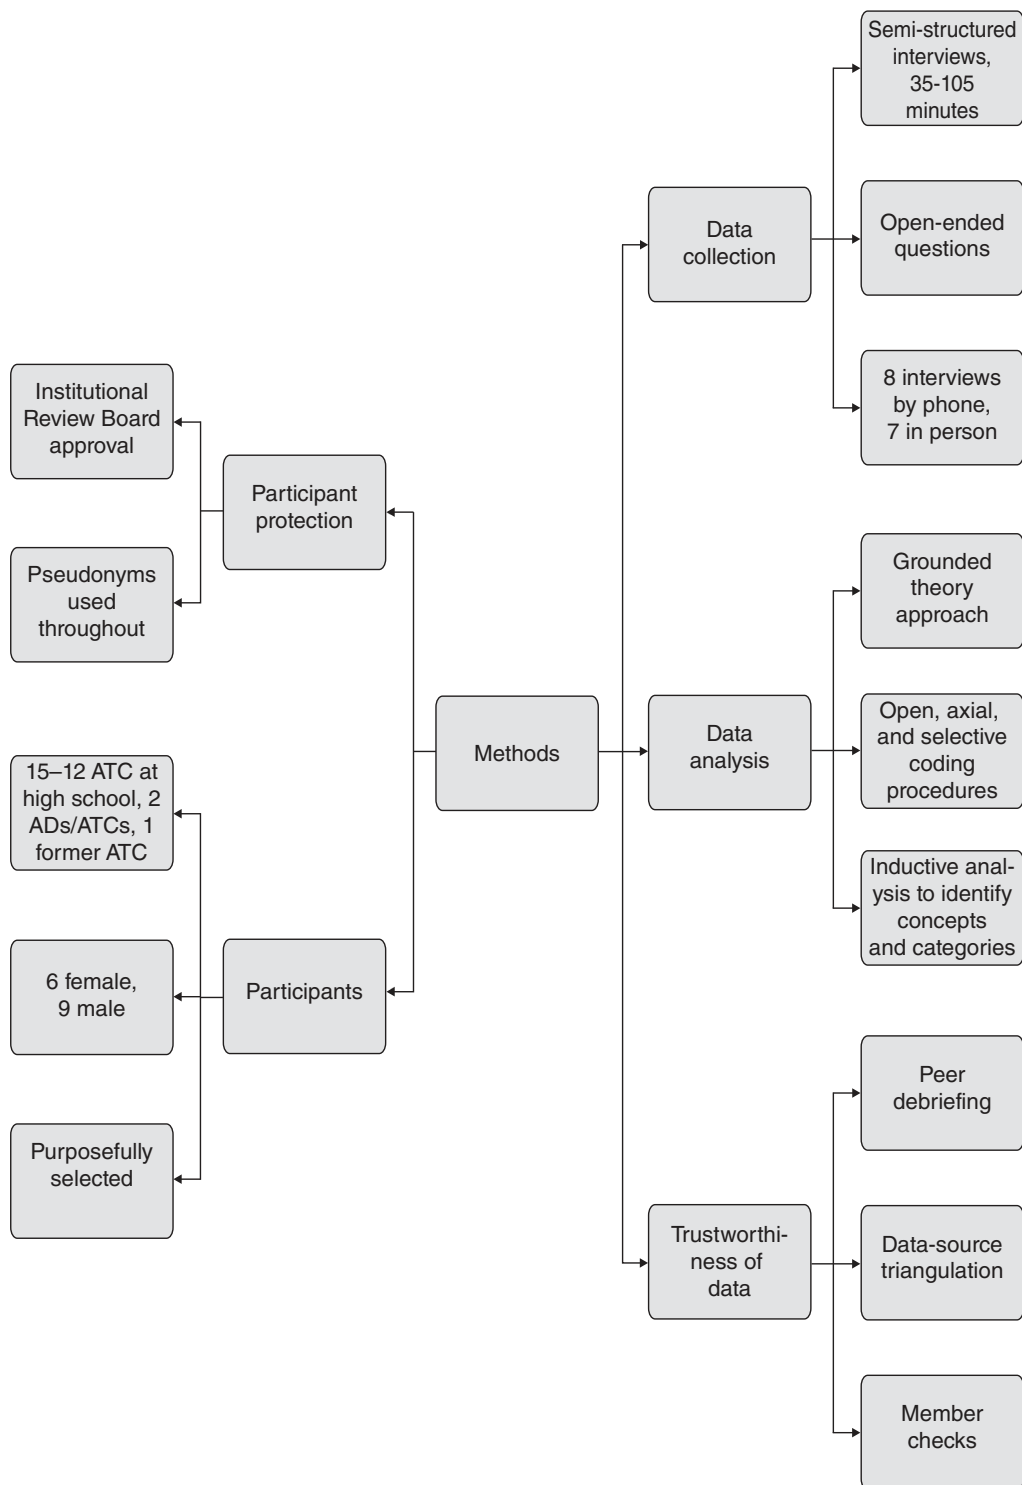 Semi-structured
interviews,
35-105
minutes
Data
collection
Open-ended
questions
8 interviews
by phone,
7 in person
Institutional
Review Board
approval
Participant
protection
Pseudonyms
used
throughout
Grounded
theory
approach
Methods
Data
analysis
Open, axial,
and selective
coding
procedures
15–12 ATC at
high school, 2
ADs/ATCs, 1
former ATC
Inductive anal-
ysis to identify
concepts
and categories
6 female,
9 male
Participants
Peer
debriefing
Purposefully
selected
Trustworthi-
ness of
data
Data-source
triangulation
Member
checks